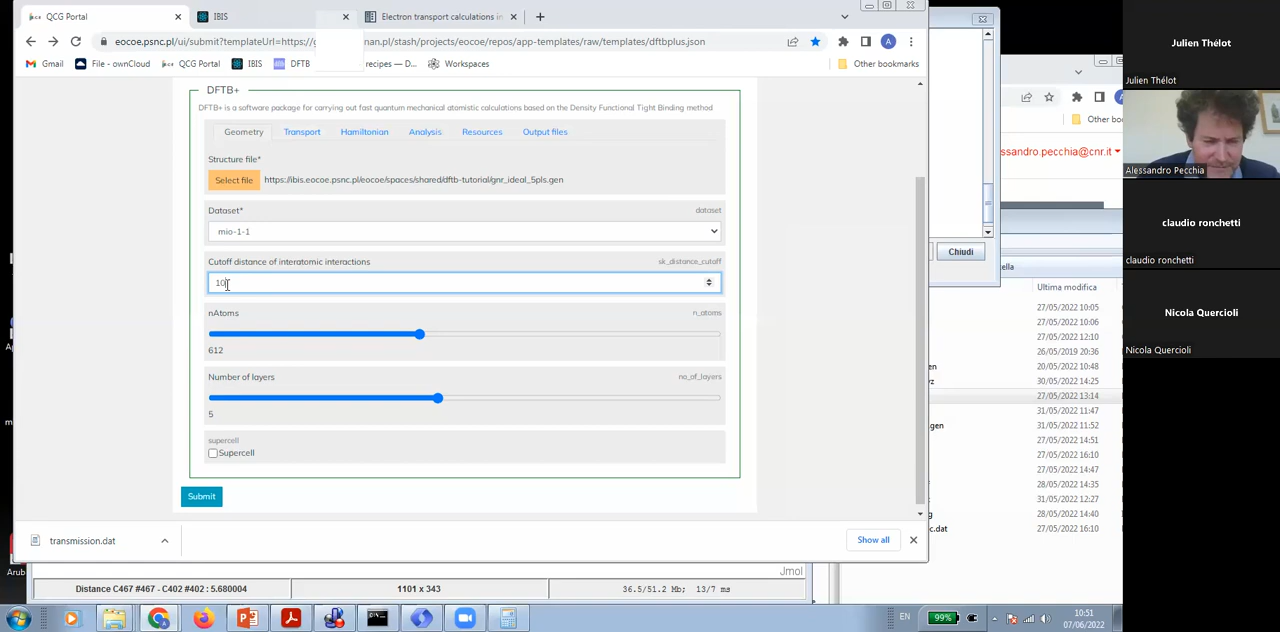 QCG Portal
IBIS
Electron transport calculations in
eocoe.psnc.pl/ui/submit?templateUrl=https://g
nan.pl/stash/projects/eocoe/repos/app-templates/raw/templates/dftbplus.json
Gmail
File - ownCloud
QCG Portal
IBIS
DFTB
recipes — D...
Workspaces
Other bookmarks
DFTB+
DFTB+ is a software package for carrying out fast quantum mechanical atomistic calculations based on the Density Functional Tight Binding method
Geometry
Transport
Hamiltonian
Analysis
Resources
Output files
Structure file*
Select file
https://ibis.eocoe.psnc.pl/eocoe/spaces/shared/dftb-tutorial/gnr_ideal_5pls.gen
Dataset*
dataset
mio-1-1
Cutoff distance of interatomic interactions
sk_distance_cutoff
10
nAtoms
n_atoms
612
Number of layers
no_of_layers
5
supercell
Supercell
Submit
transmission.dat
Show all
Jmol
Distance C467 #467 - C402 #402 : 5.680004
1101 x 343
36.5/51.2 Mb; 13/7 ms
Other boo
ssandro.pecchia@cnr.it
Chiudi
ella
Ultima modifica
27/05/2022 10:05
27/05/2022 10:06
27/05/2022 12:10
26/05/2019 20:36
en 20/05/2022 10:48
yz 30/05/2022 14:25
27/05/2022 13:14
31/05/2022 11:47
gen 31/05/2022 11:52
27/05/2022 14:51
27/05/2022 16:10
27/05/2022 14:47
28/05/2022 14:35
31/05/2022 12:27
g 28/05/2022 14:40
c.dat 27/05/2022 16:10
Arub
EN
99%
10:51
07/06/2022
Julien Thélot
Julien Thélot
Alessandro Pecchia
claudio ronchetti
claudio ronchetti
Nicola Quercioli
Nicola Quercioli